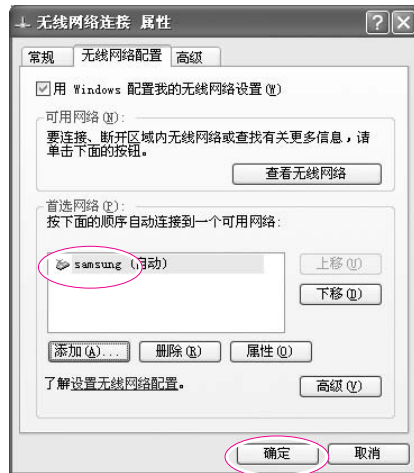 无线网络连接 属性
常规 无线网络配置 高级
用 Windows 配置我的无线网络设置(W)
可用网络(N):
要连接、断开区域内无线网络或查找有关更多信息,请
单击下面的按钮。
查看无线网络
首选网络(P):
按下面的顺序自动连接到一个可用网络:
samsung (自动)
上移(U)
下移(D)
添加(A)... 删除(R) 属性(O)
了解设置无线网络配置。
高级(V)
确定 取消